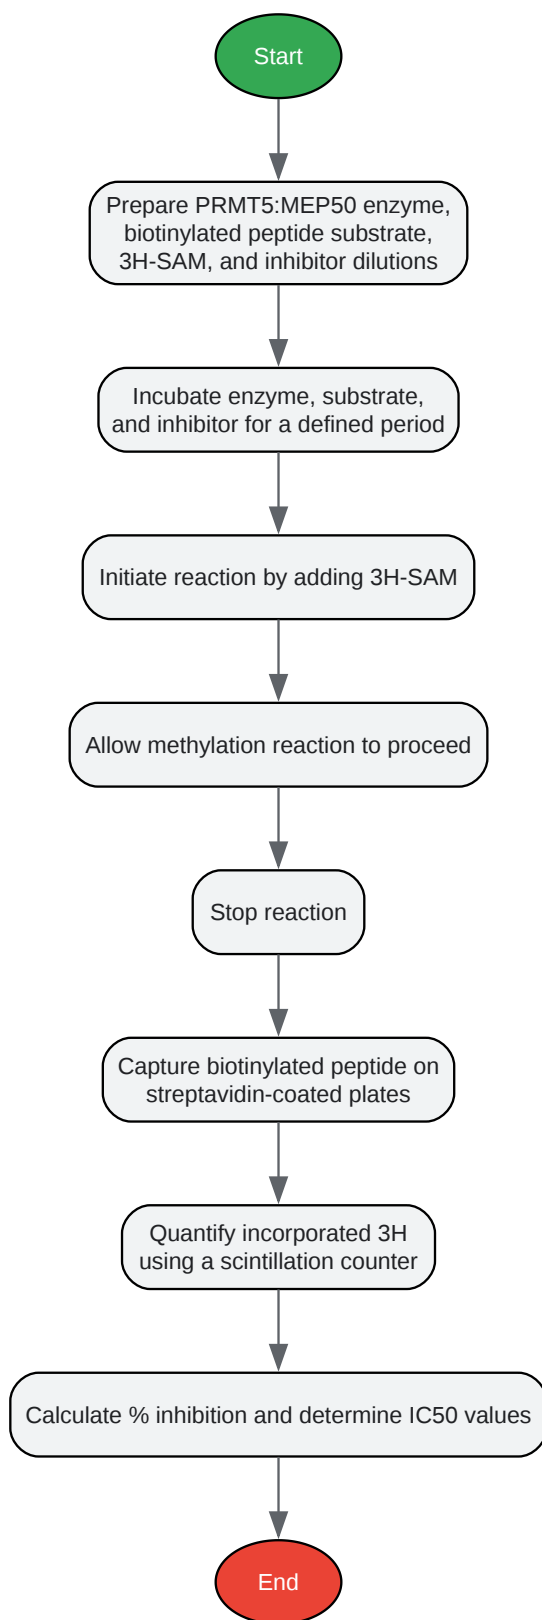 Start
Prepare PRMT5:MEP50 enzyme,
biotinylated peptide substrate,
3H-SAM, and inhibitor dilutions
Incubate enzyme, substrate,
and inhibitor for a defined period
Initiate reaction by adding 3H-SAM
Allow methylation reaction to proceed
Stop reaction
Capture biotinylated peptide on
streptavidin-coated plates
Quantify incorporated 3H
using a scintillation counter
Calculate % inhibition and determine IC50 values
End